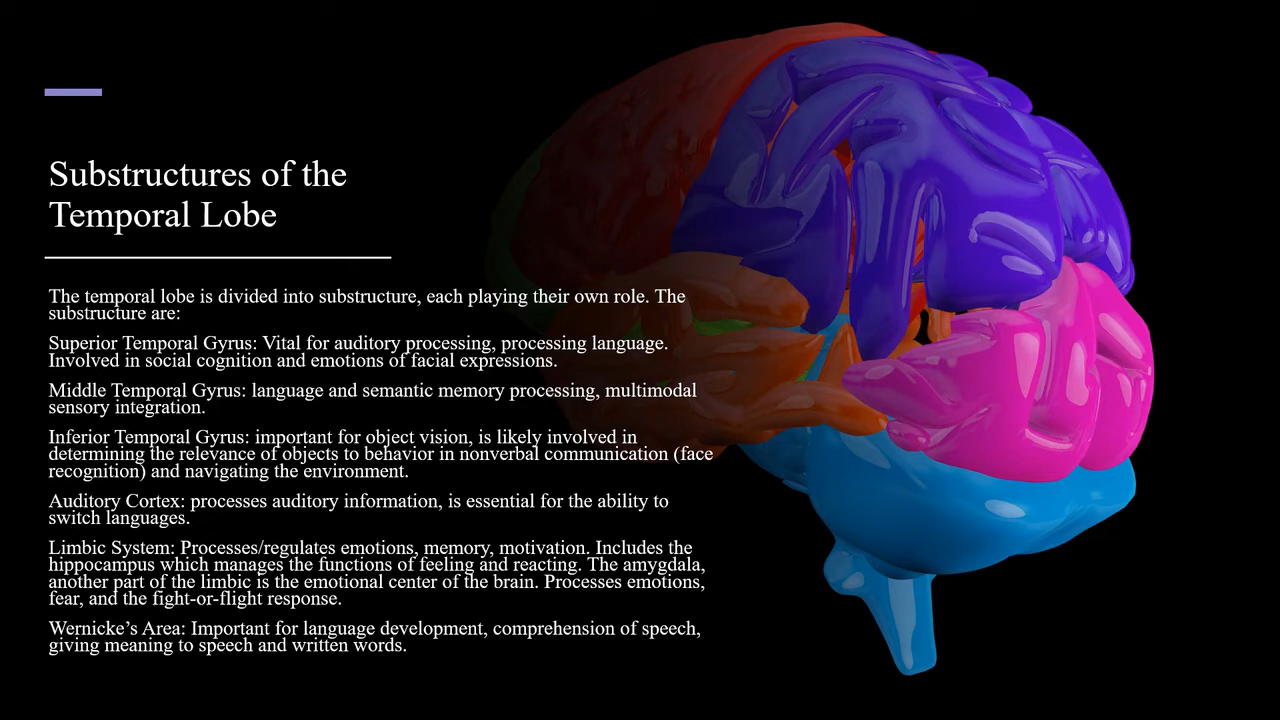 Substructures of the
Temporal Lobe
The temporal lobe is divided into substructure, each playing their own role. The
substructure are:
Superior Temporal Gyrus: Vital for auditory processing, processing language.
Involved in social cognition and emotions of facial expressions.
Middle Temporal Gyrus: language and semantic memory processing, multimodal
sensory integration.
Inferior Temporal Gyrus: important for object vision, is likely involved in
determining the relevance of objects to behavior in nonverbal communication (face
recognition) and navigating the environment.
Auditory Cortex: processes auditory information, is essential for the ability to
switch languages.
Limbic System: Processes/regulates emotions, memory, motivation. Includes the
hippocampus which manages the functions of feeling and reacting. The amygdala,
another part of the limbic is the emotional center of the brain. Processes emotions,
fear, and the fight-or-flight response.
Wernicke’s Area: Important for language development, comprehension of speech,
giving meaning to speech and written words.